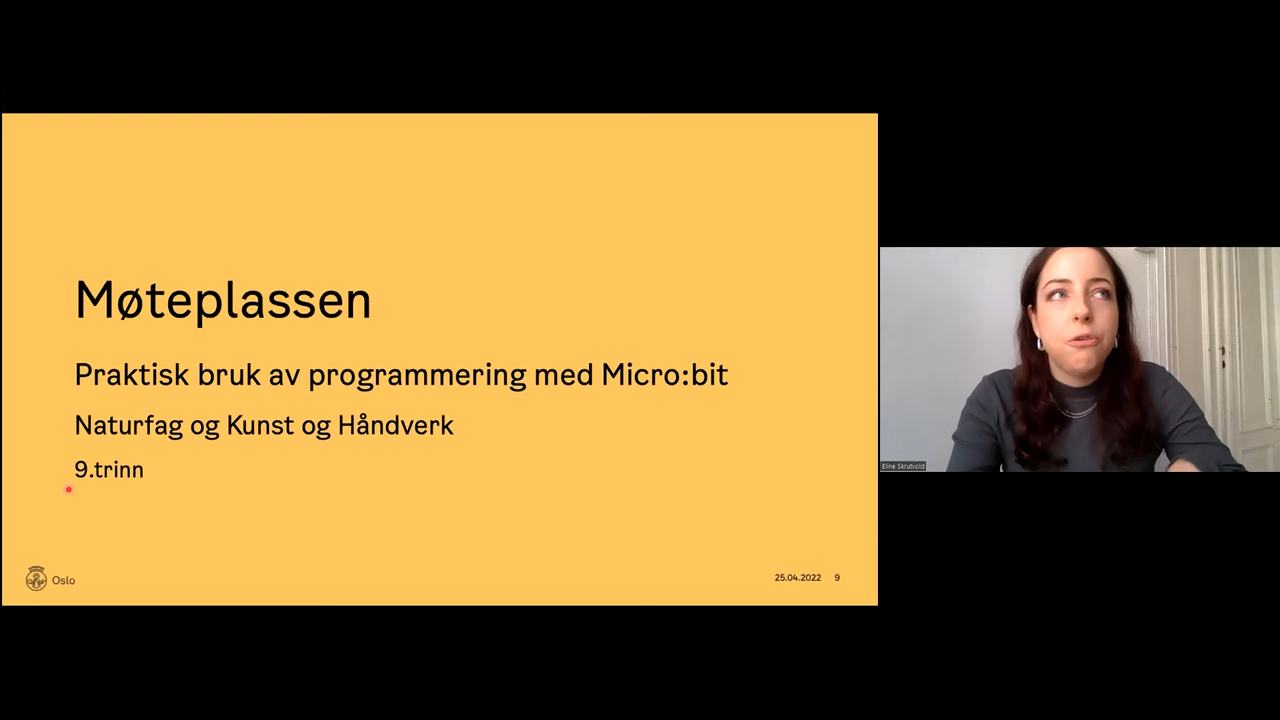 Møteplassen
Praktisk bruk av programmering med Micro:bit
Naturfag og Kunst og Håndverk
9.trinn
Oslo
25.04.2022 9
Eline Skrutvold